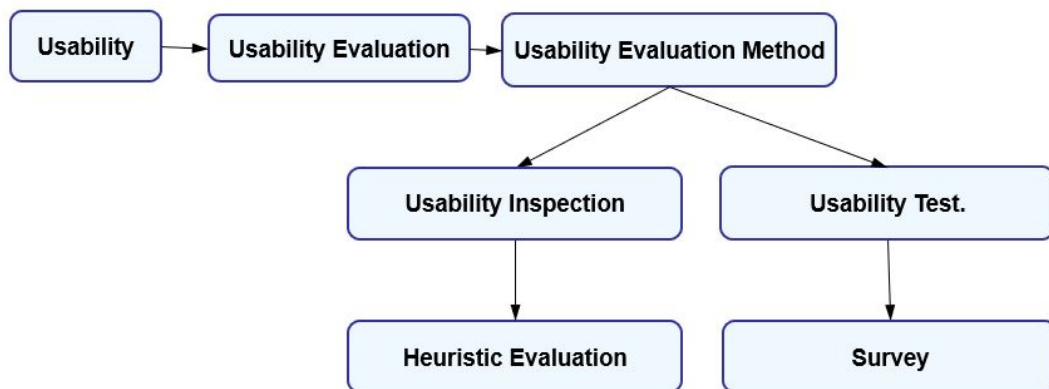 Usability
Usability Evaluation
Usability Evaluation Method
Usability Inspection
Usability Test.
Heuristic Evaluation
Survey